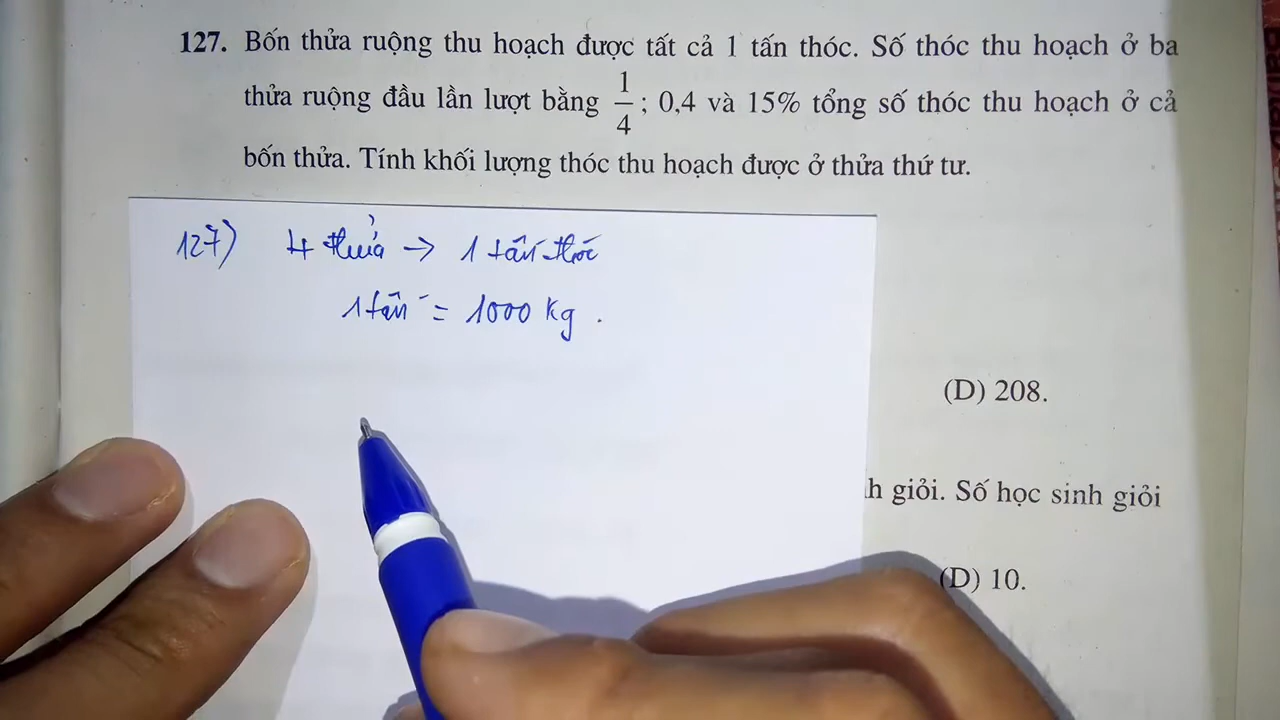 127. Bốn thửa ruộng thu hoạch được tất cả 1 tấn thóc. Số thóc thu hoạch ở ba
thửa ruộng đầu lần lượt bằng 1/4; 0,4 và 15% tổng số thóc thu hoạch ở cả
bốn thửa. Tính khối lượng thóc thu hoạch được ở thửa thứ tư.
127) 4 thửa → 1 tấn thóc
1 tấn = 1000 kg.
(D) 208.
h giỏi. Số học sinh giỏi
(D) 10.